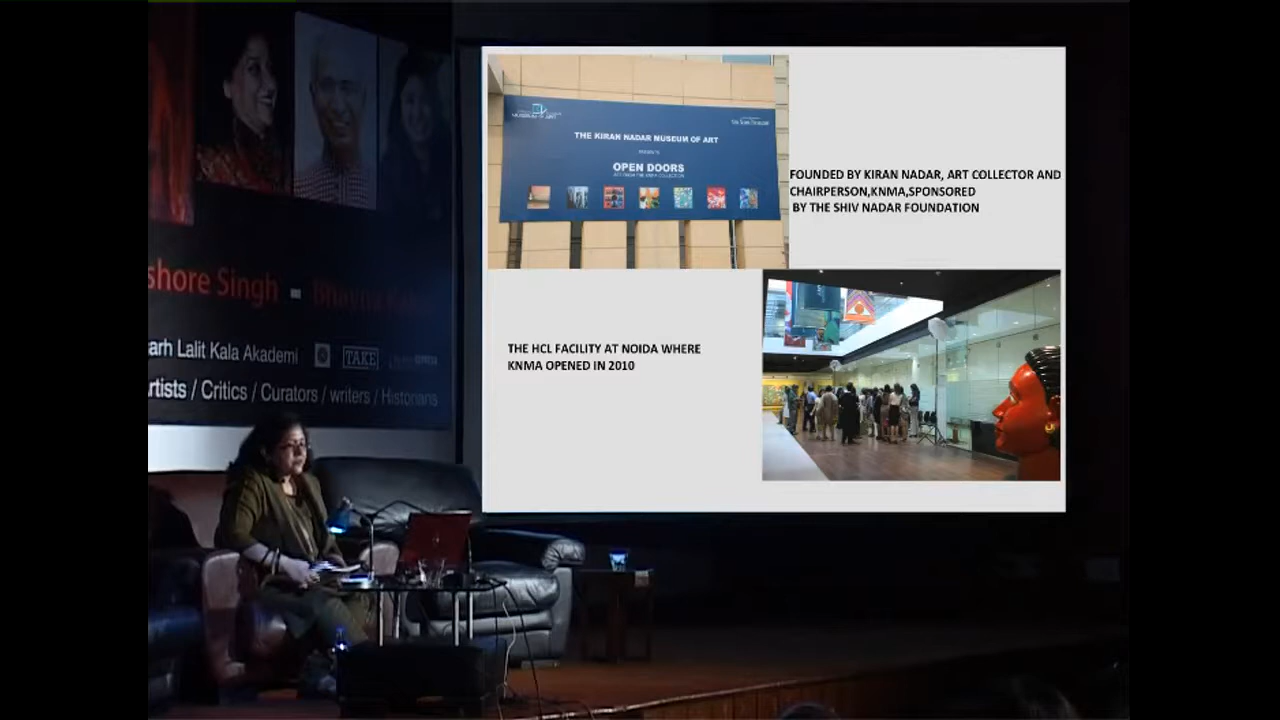 THE KIRAN NADAR MUSEUM OF ART
PRESENTS
OPEN DOORS
FOUNDED BY KIRAN NADAR, ART COLLECTOR AND
CHAIRPERSON,KNMA,SPONSORED
BY THE SHIV NADAR FOUNDATION
THE HCL FACILITY AT NOIDA WHERE
KNMA OPENED IN 2010
shore Singh -
arh Lalit Kala Akademi TAKE
rtists / Critics / Curators / writers / Historians